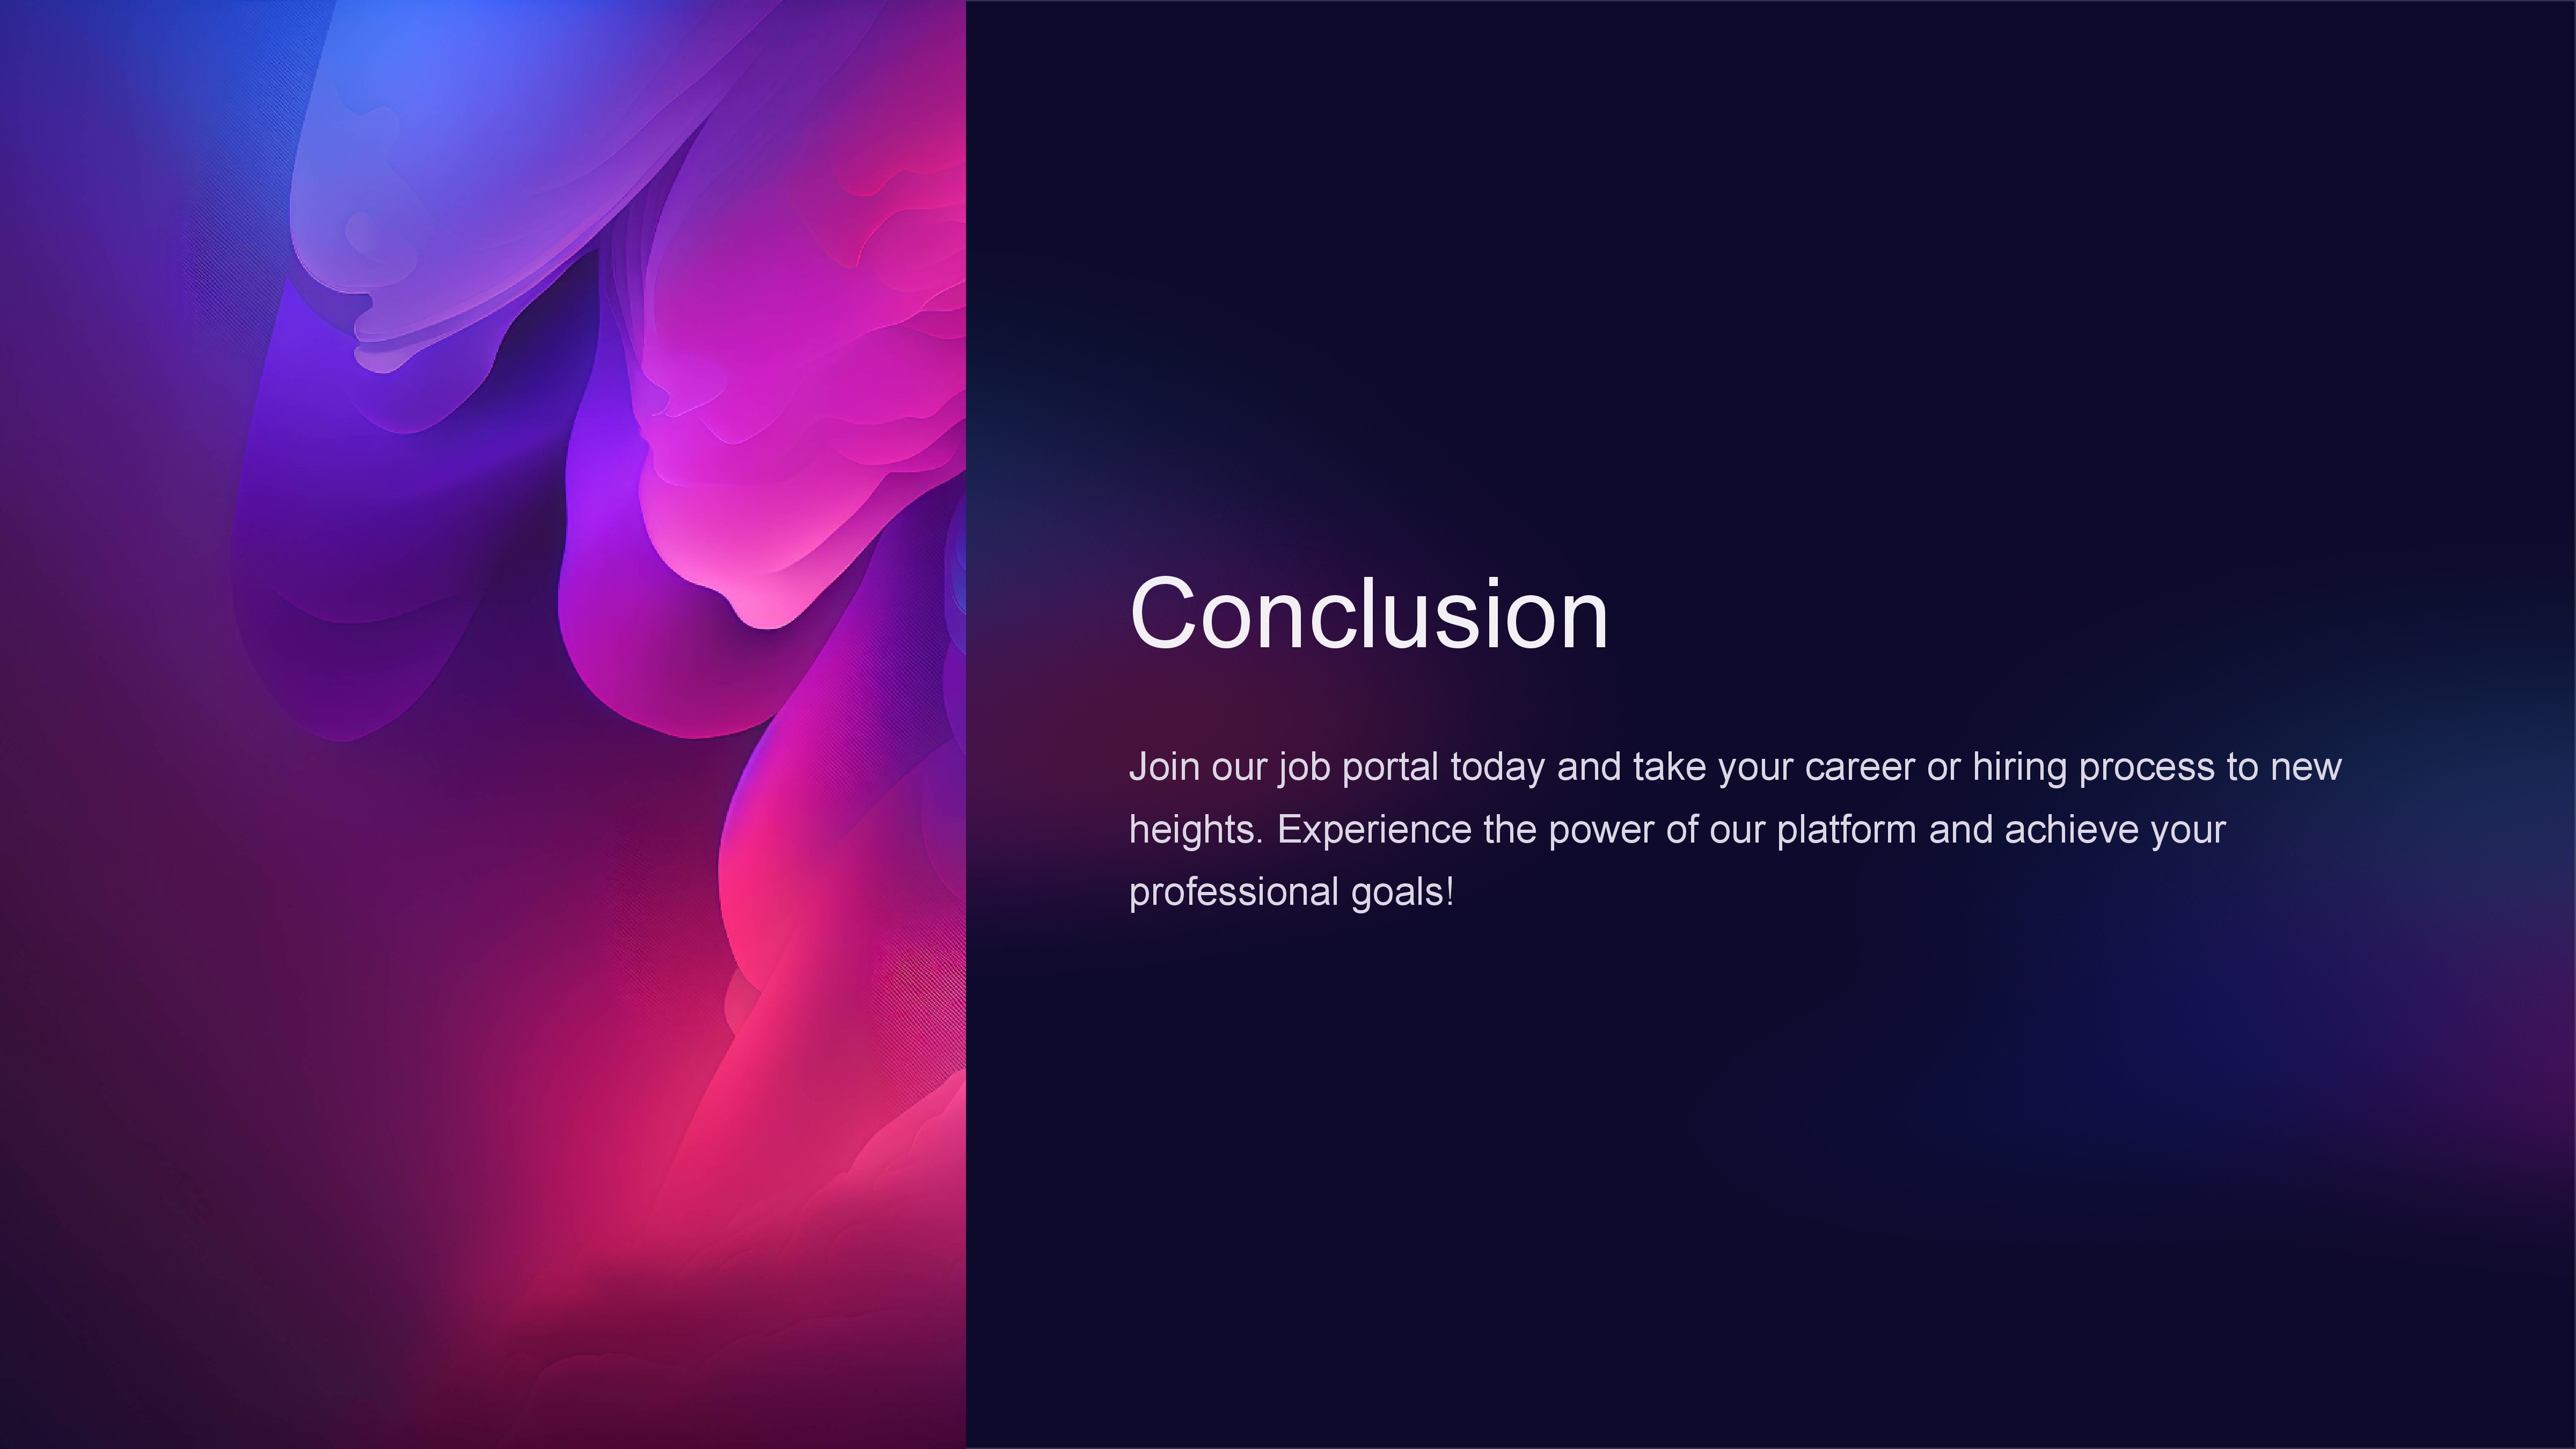 Conclusion
Join our job portal today and take your career or hiring process to new
heights. Experience the power of our platform and achieve your
professional goals!